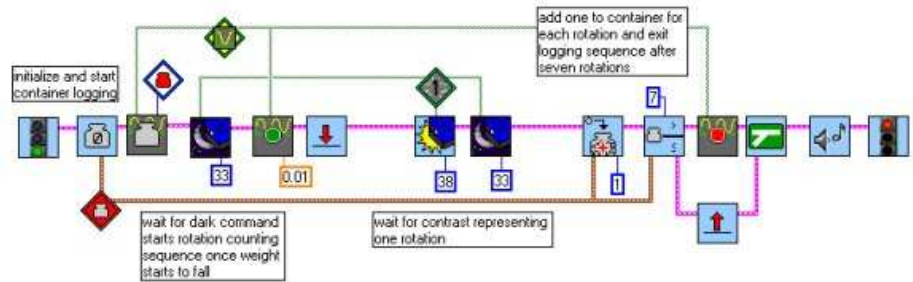 add one to container for
each rotation and exit
logging sequence after
seven rotations
initialize and start
container logging
7
33
0.01
38
33
1
wait for dark command
starts rotation counting
sequence once weight
starts to fall
wait for contrast representing
one rotation